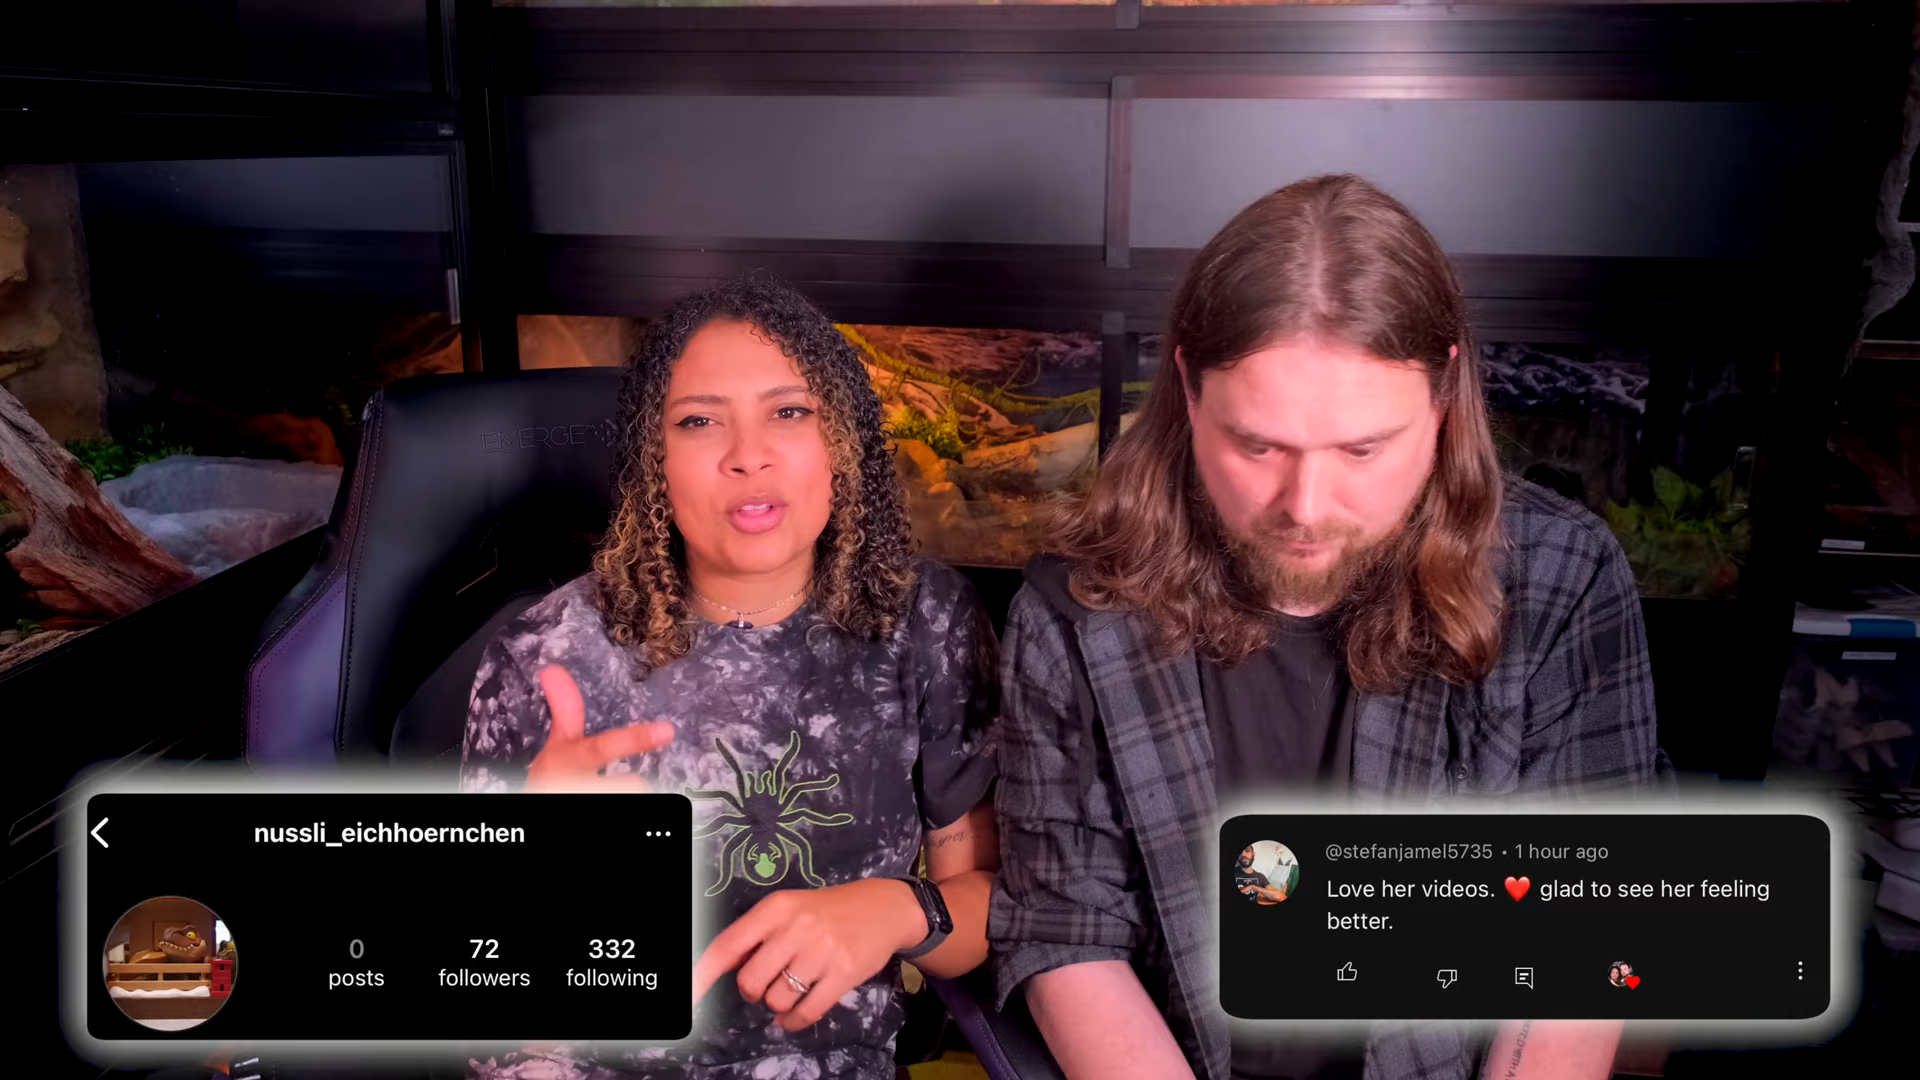 EMERGE
nussli_eichhoernchen
0
72
332
posts
followers
following
@stefanjamel5735 • 1 hour ago
Love her videos. ❤️ glad to see her feeling
better.